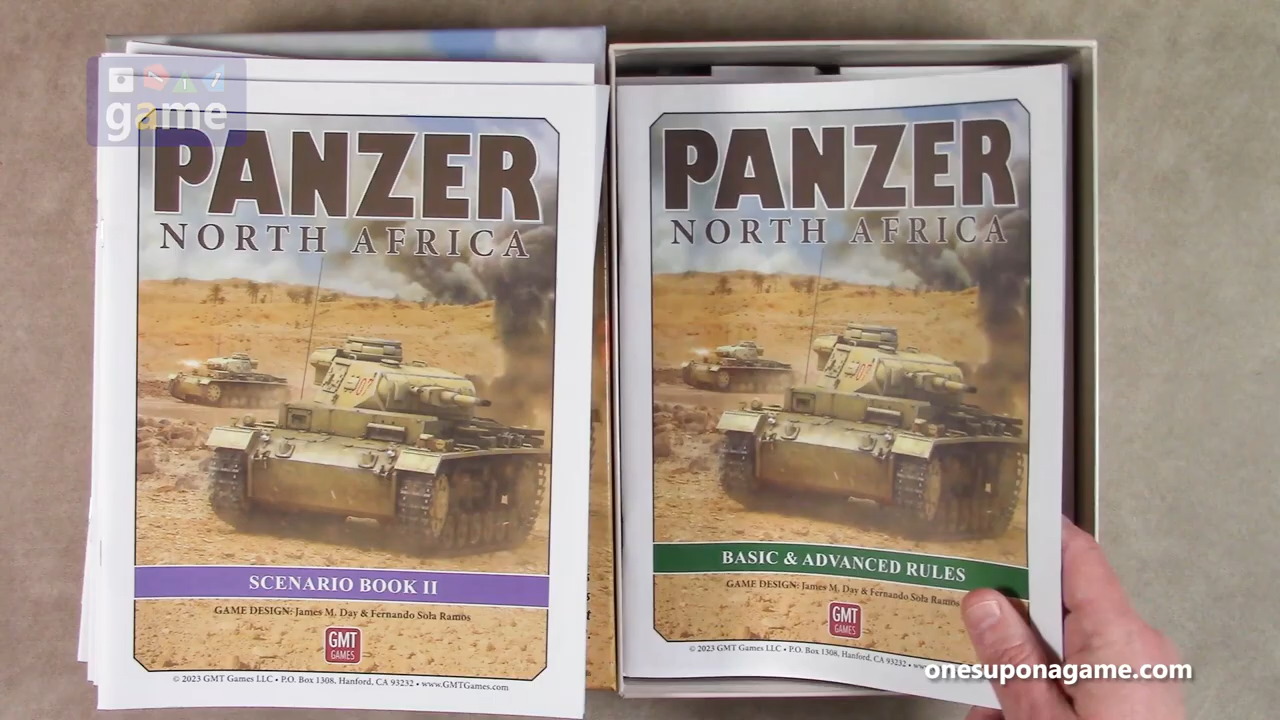 game
PANZER
NORTH AFRICA
107
SCENARIO BOOK II
GAME DESIGN: James M. Day & Fernando Sola Ramos
GMT
GAMES
© 2023 GMT Games LLC • P.O. Box 1308, Hanford, CA 93232 • www.GMTGames.com
PANZER
NORTH AFRICA
107
BASIC & ADVANCED RULES
GAME DESIGN: James M. Day & Fernando Sola Ramos
GMT
GAMES
© 2023 GMT Games LLC • P.O. Box 1308, Hanford, CA 93232 •
onesuponagame.com